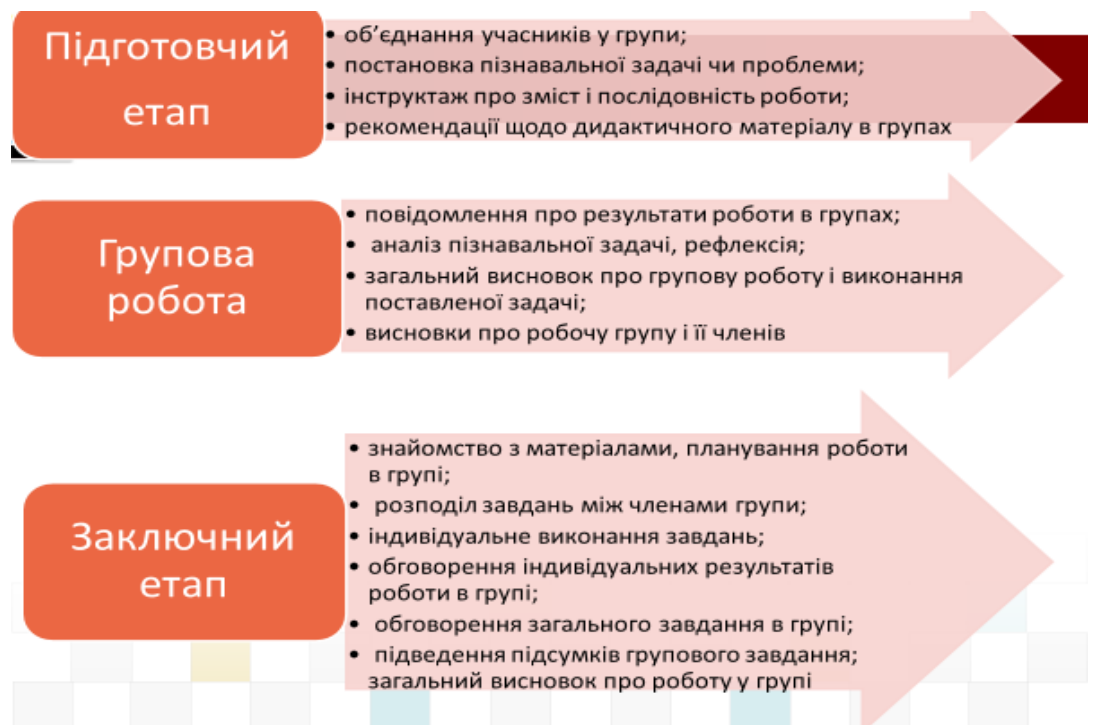 Підготовчий
етап
• об’єднання учасників у групи;
• постановка пізнавальної задачі чи проблеми;
• інструктаж про зміст і послідовність роботи;
• рекомендації щодо дидактичного матеріалу в групах
Групова
робота
• повідомлення про результати роботи в групах;
• аналіз пізнавальної задачі, рефлексія;
• загальний висновок про групову роботу і виконання
поставленої задачі;
• висновки про робочу групу і її членів
Заключний
етап
• знайомство з матеріалами, планування роботи
в групі;
• розподіл завдань між членами групи;
• індивідуальне виконання завдань;
• обговорення індивідуальних результатів
роботи в групі;
• обговорення загального завдання в групі;
• підведення підсумків групового завдання;
загальний висновок про роботу у групі